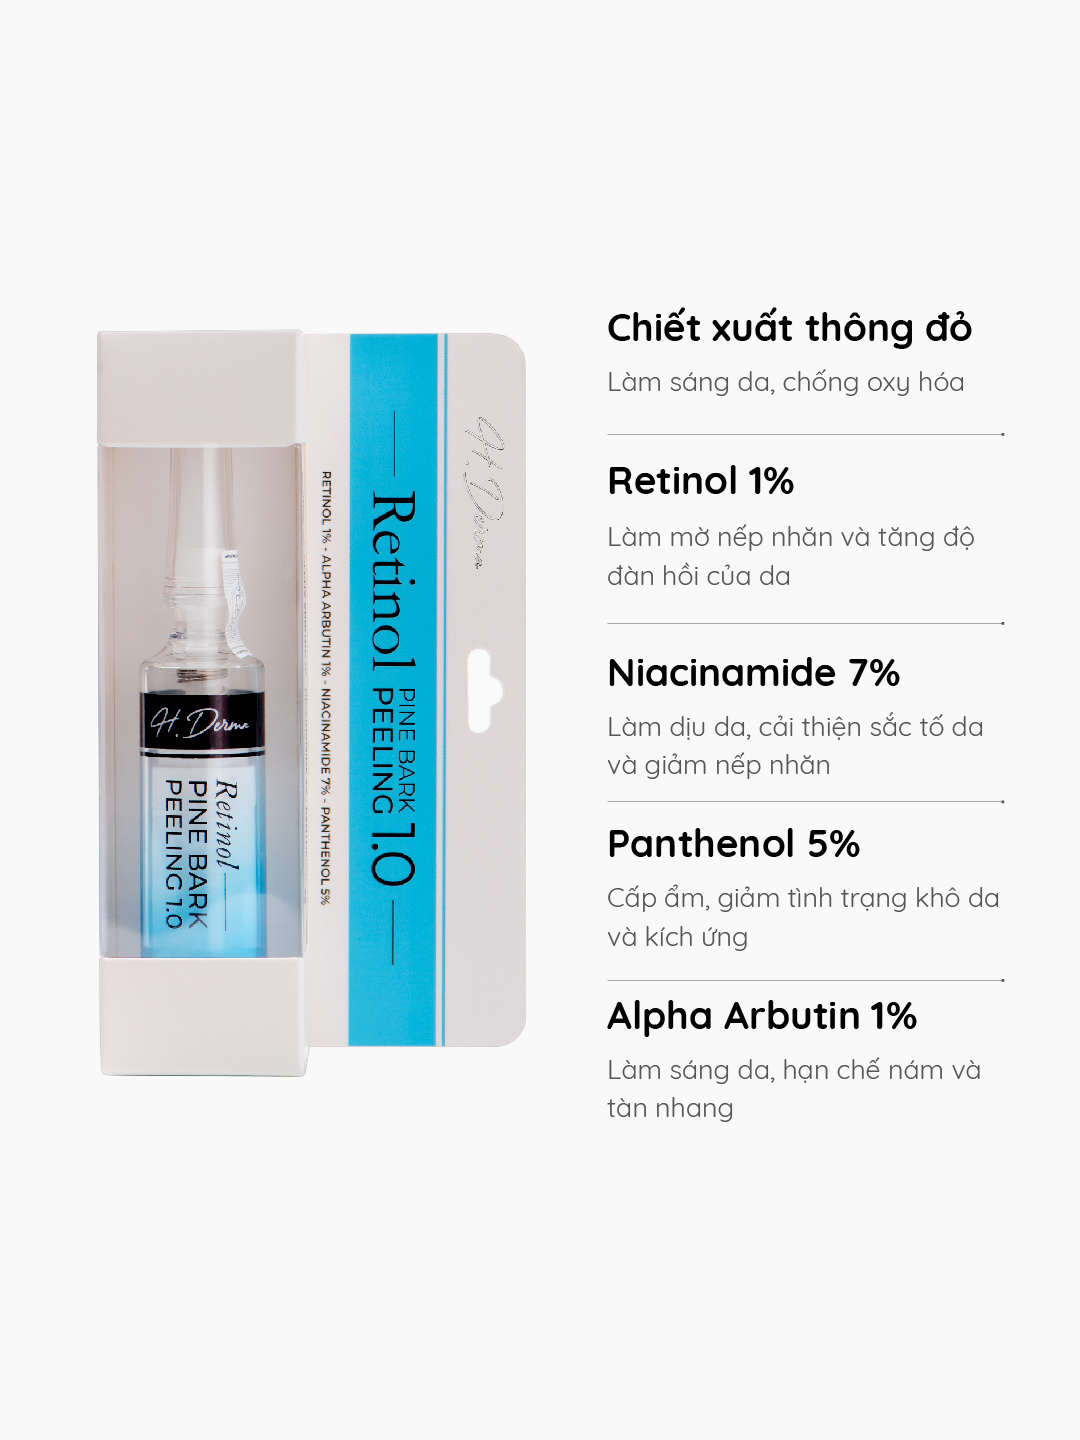 H. Derma
Retinol
PINE BARK
PEELING 1.0
RETINOL 1% - ALPHA ARBUTIN 1% - NIACINAMIDE 7% - PANTHENOL 5%
Retinol PINE BARK
PEELING 1.0
H. Derma
Chiết xuất thông đỏ
Làm sáng da, chống oxy hóa
Retinol 1%
Làm mờ nếp nhăn và tăng độ
đàn hồi của da
Niacinamide 7%
Làm dịu da, cải thiện sắc tố da
và giảm nếp nhăn
Panthenol 5%
Cấp ẩm, giảm tình trạng khô da
và kích ứng
Alpha Arbutin 1%
Làm sáng da, hạn chế nám và
tàn nhang